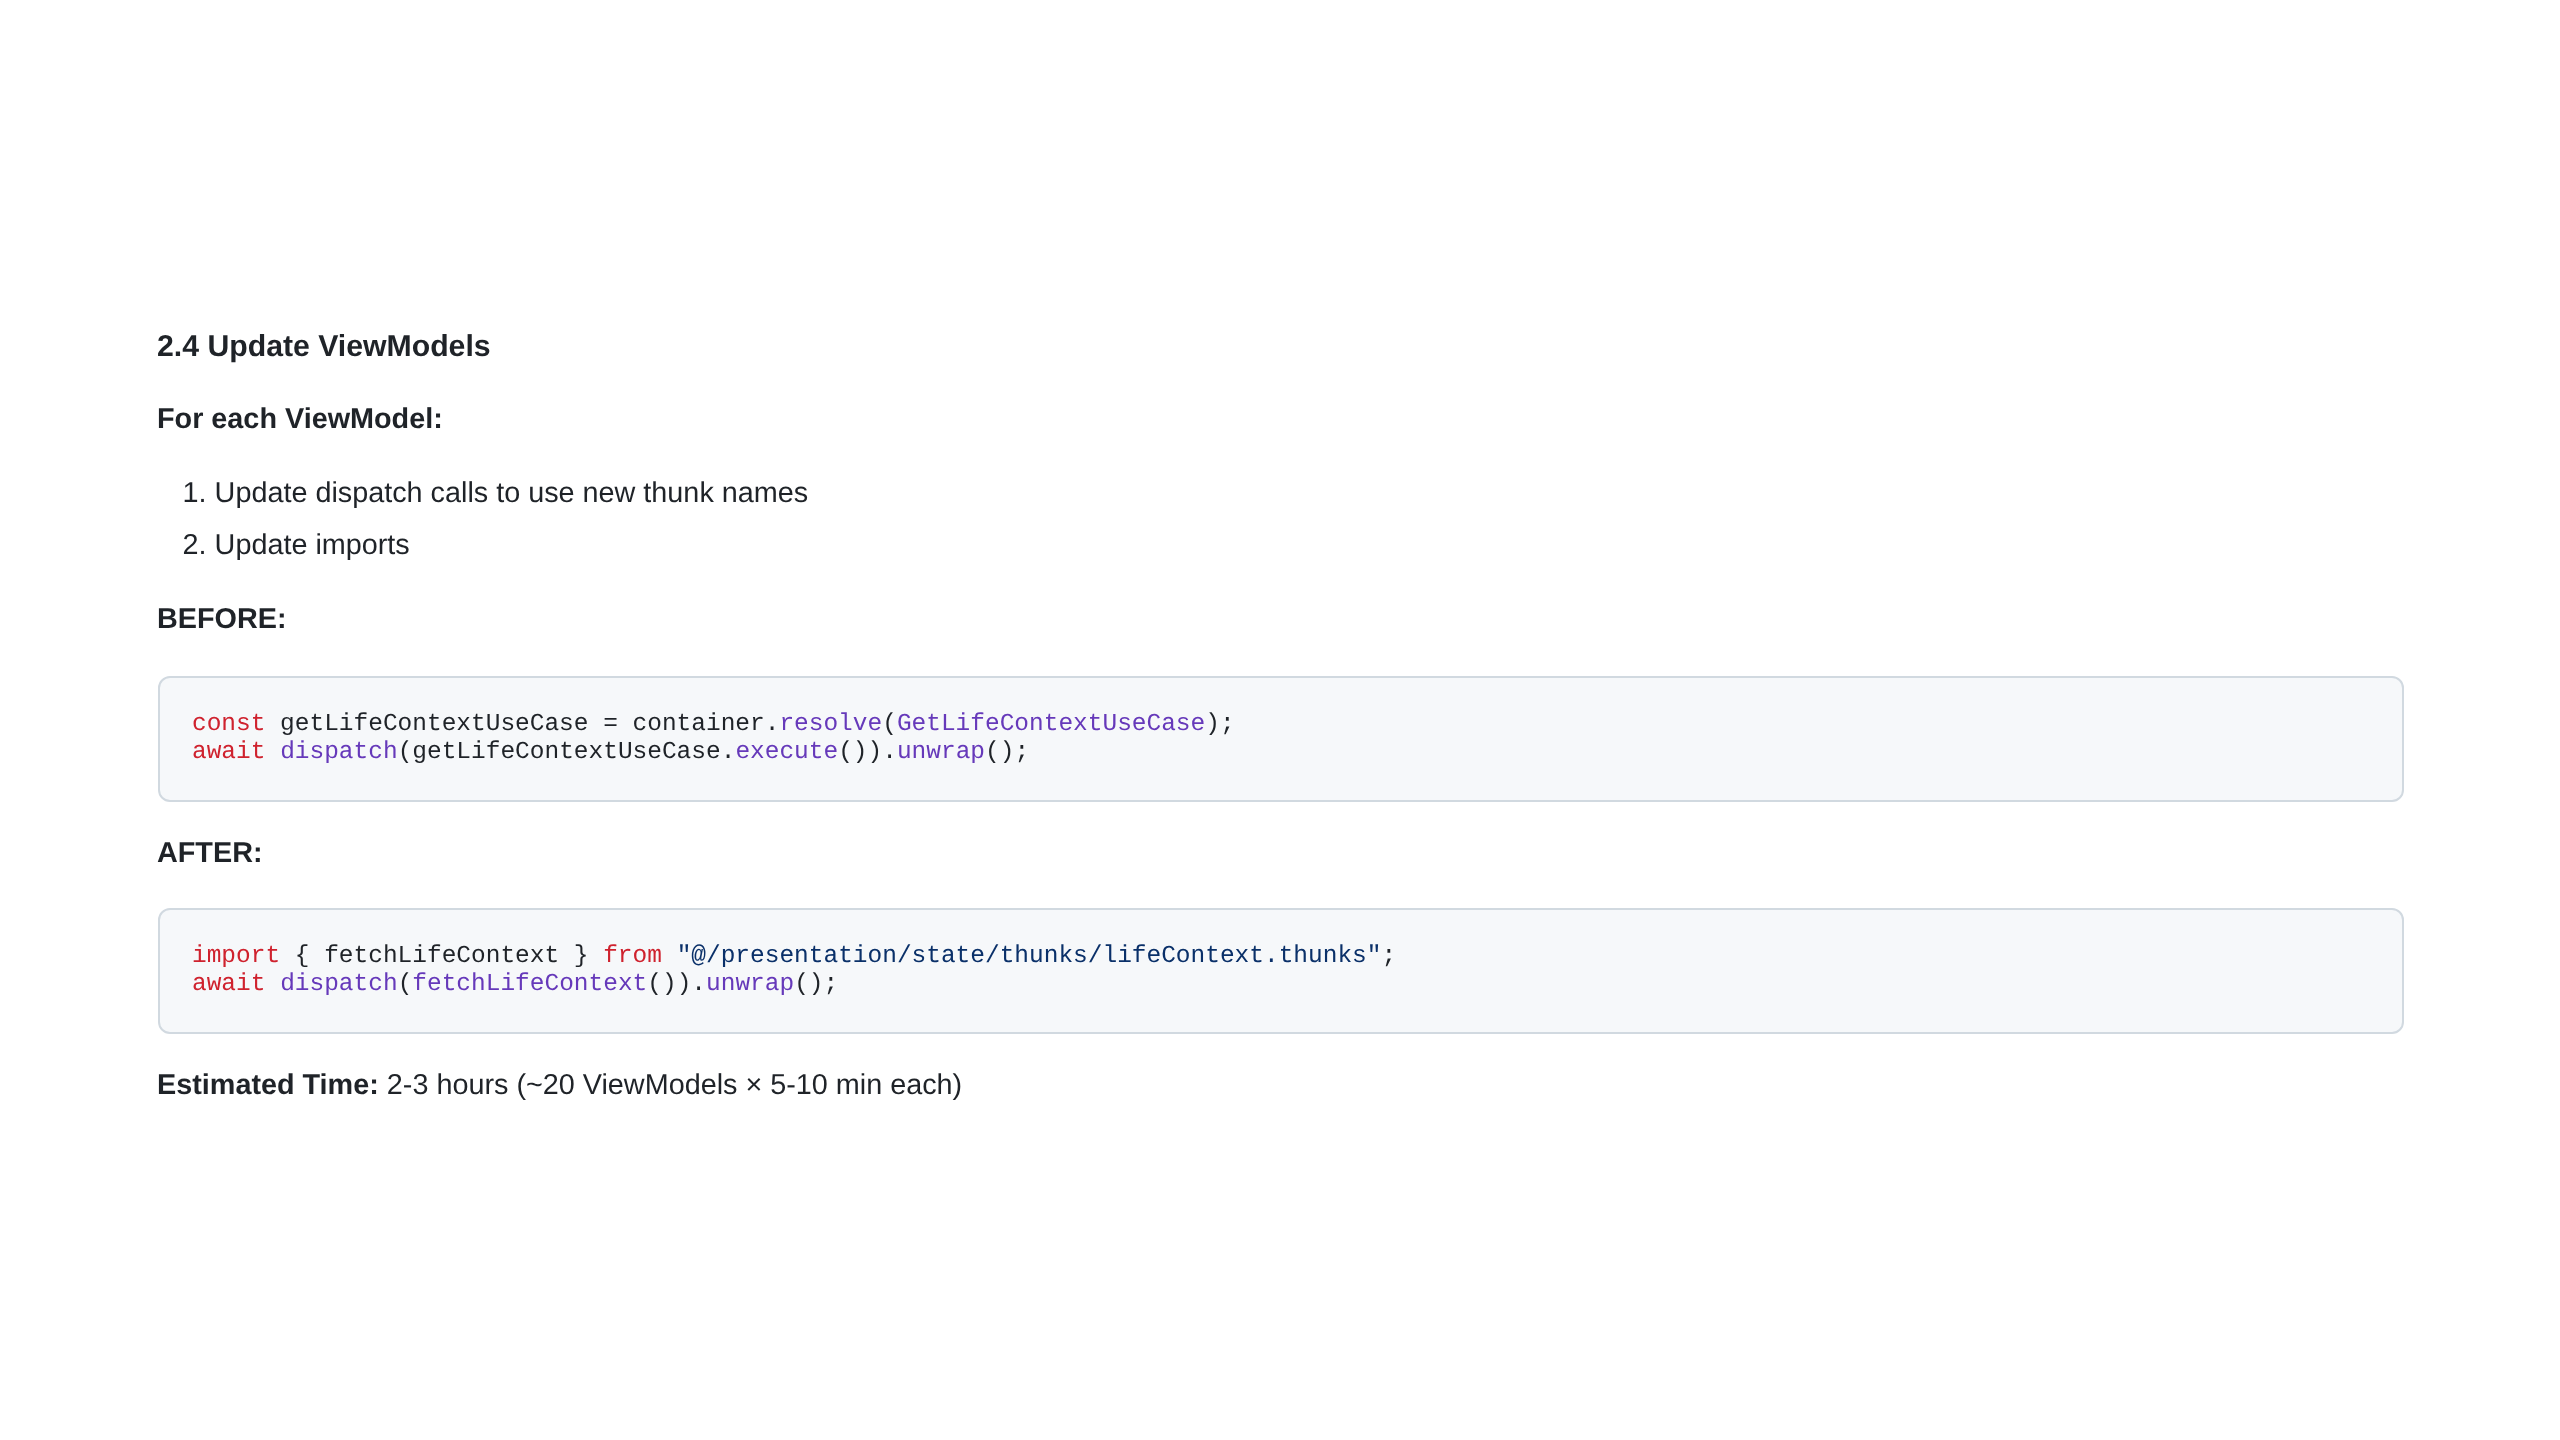 2.4 Update ViewModels
For each ViewModel:
1. Update dispatch calls to use new thunk names
2. Update imports
BEFORE:
const getLifeContextUseCase = container.resolve(GetLifeContextUseCase);
await dispatch(getLifeContextUseCase.execute()).unwrap();
AFTER:
import { fetchLifeContext } from "@/presentation/state/thunks/lifeContext.thunks";
await dispatch(fetchLifeContext()).unwrap();
Estimated Time: 2-3 hours (~20 ViewModels × 5-10 min each)